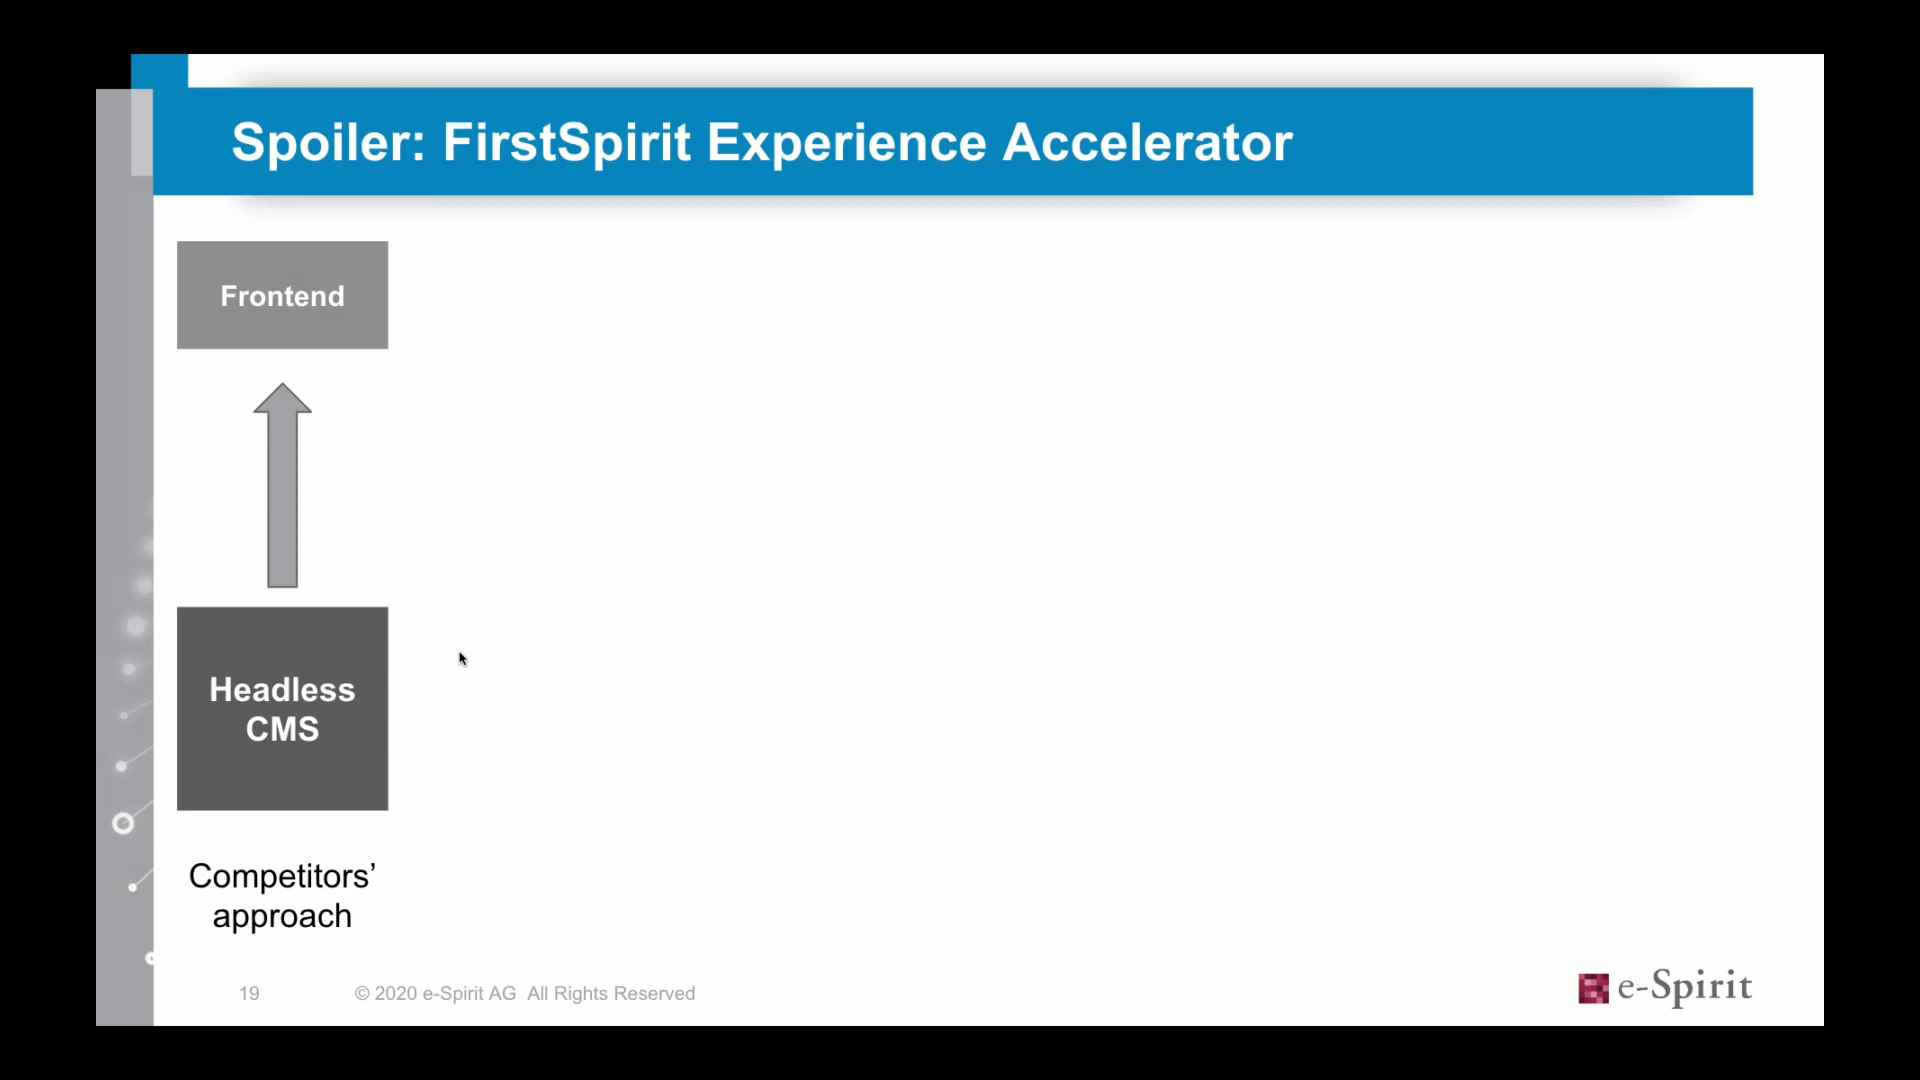 Spoiler: FirstSpirit Experience Accelerator
Frontend
Headless
CMS
Competitors’
approach
19
© 2020 e-Spirit AG  All Rights Reserved
e-Spirit